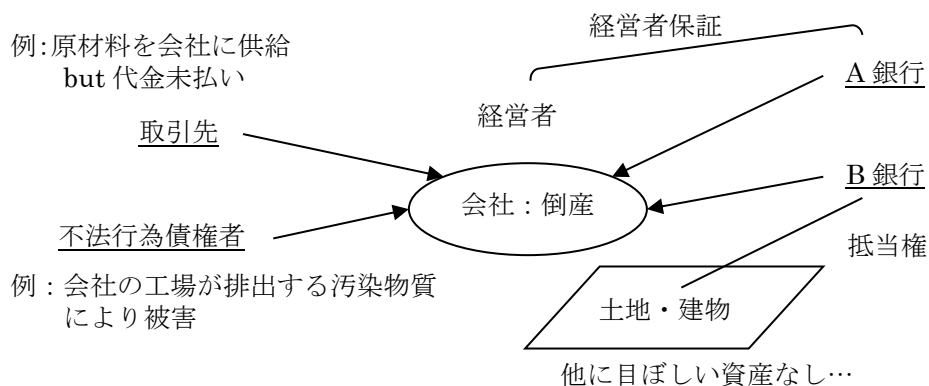 経営者保証
例：原材料を会社に供給
but 代金未払い
A 銀行
経営者
取引先
B 銀行
会社：倒産
不法行為債権者
抵当権
例：会社の工場が排出する汚染物質
により被害
土地・建物
他に目ぼしい資産なし…